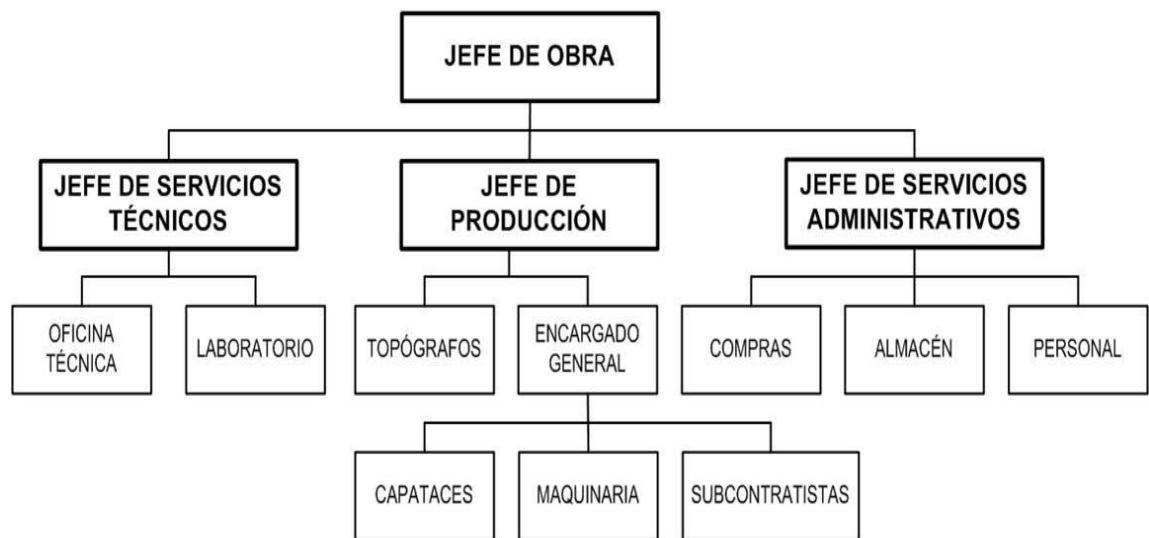 JEFE DE OBRA
JEFE DE SERVICIOS
TÉCNICOS
JEFE DE
PRODUCCIÓN
JEFE DE SERVICIOS
ADMINISTRATIVOS
OFICINA
TÉCNICA
LABORATORIO
TOPÓGRAFOS
ENCARGADO
GENERAL
COMPRAS
ALMACÉN
PERSONAL
CAPATACES
MAQUINARIA
SUBCONTRATISTAS